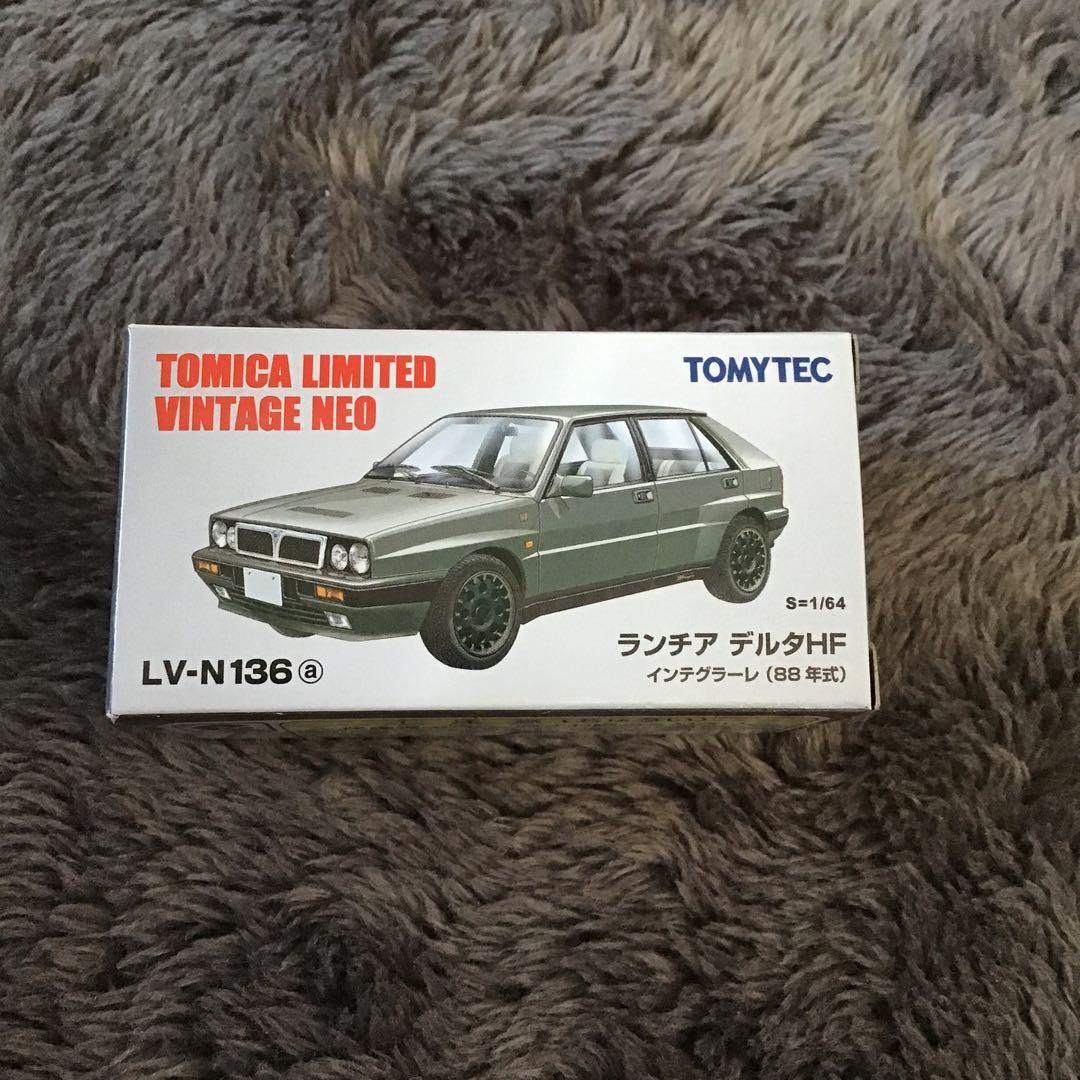 TOMICA LIMITED
VINTAGE NEO
TOMYTEC
S=1/64
ランチア デルタHF
インテグラーレ（88年式）
LV-N136 ⓐ